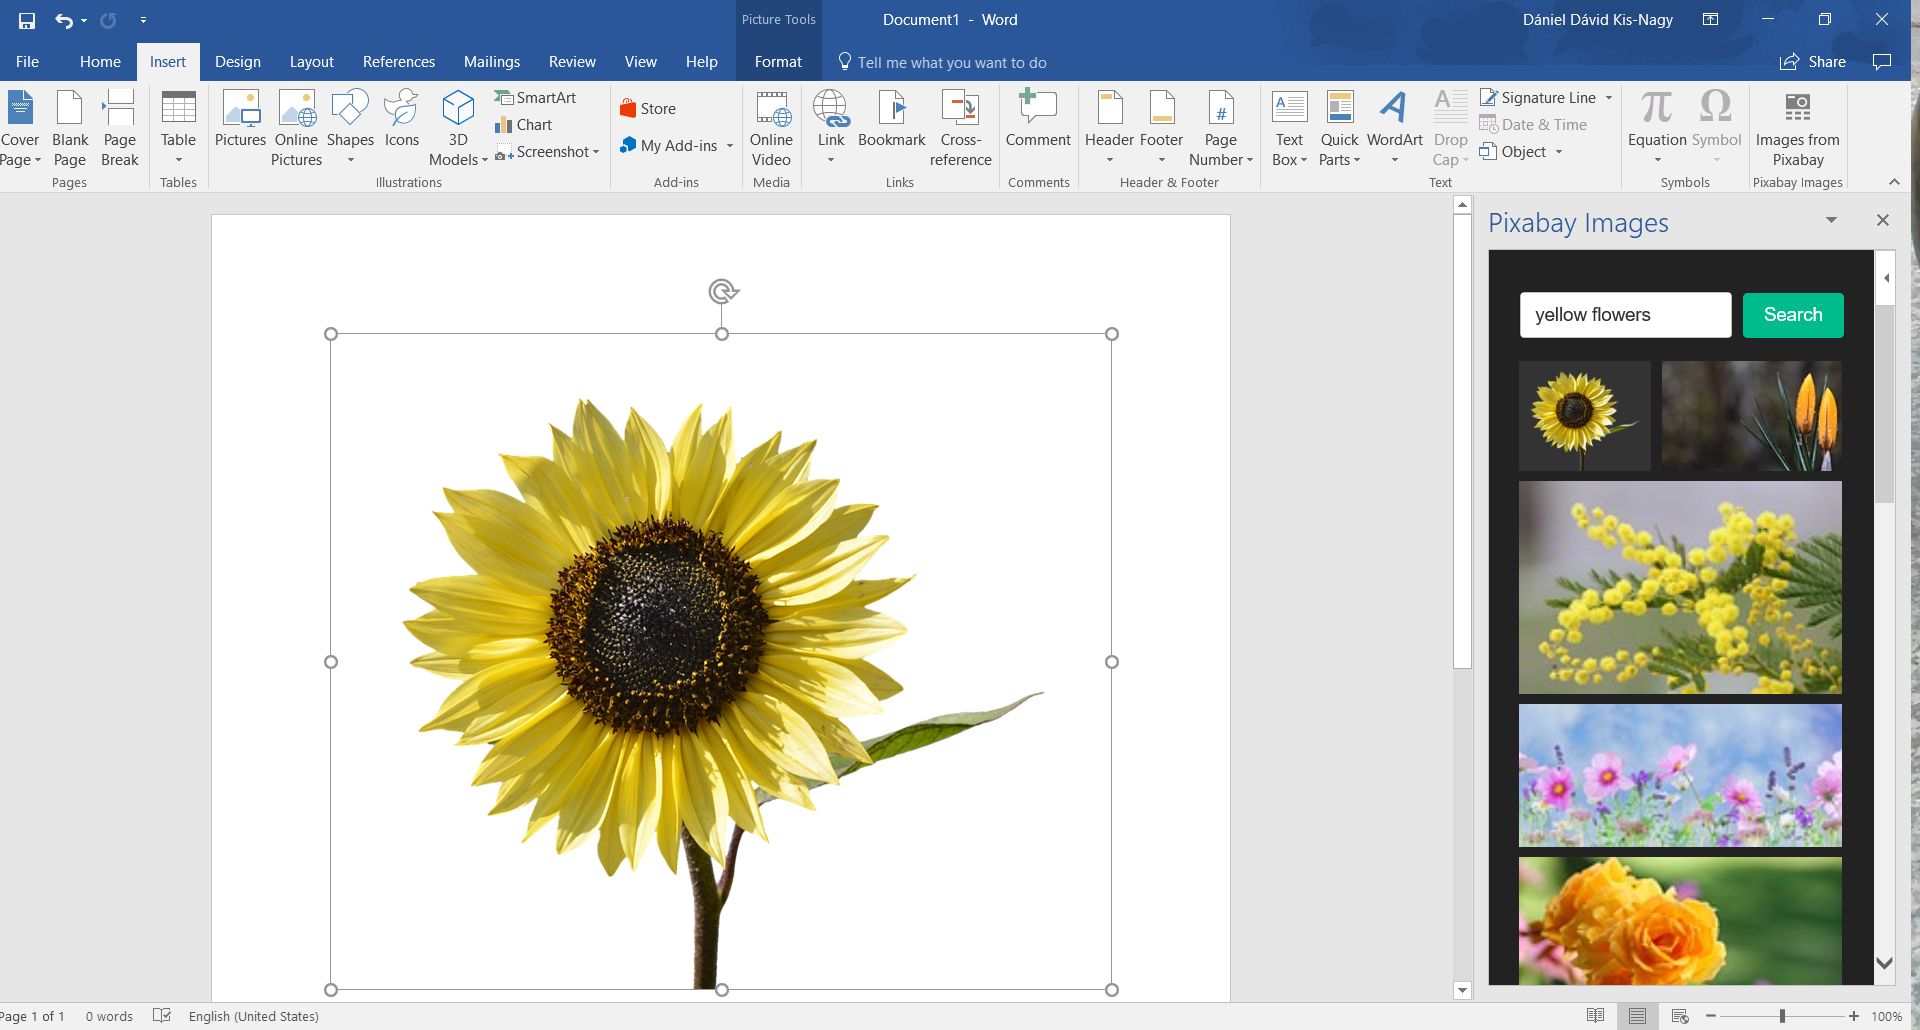 Picture Tools
Document1 - Word
Dániel Dávid Kis-Nagy
File Home Insert Design Layout References Mailings Review View Help Format Tell me what you want to do Share
Cover Page
Blank Page
Page Break
Pages
Table
Tables
Pictures
Online Pictures
Shapes
Icons
3D Models
SmartArt
Chart
Screenshot
Illustrations
Store
My Add-ins
Add-ins
Online Video
Media
Link
Bookmark
Cross-reference
Links
Comment
Comments
Header
Footer
Page Number
#
Header & Footer
Text Box
Quick Parts
WordArt
Drop Cap
Signature Line
Date & Time
Object
Text
π
Equation
Ω
Symbol
Symbols
Images from Pixabay
Pixabay Images
Pixabay Images
yellow flowers
Search
Page 1 of 1 0 words English (United States) 100%